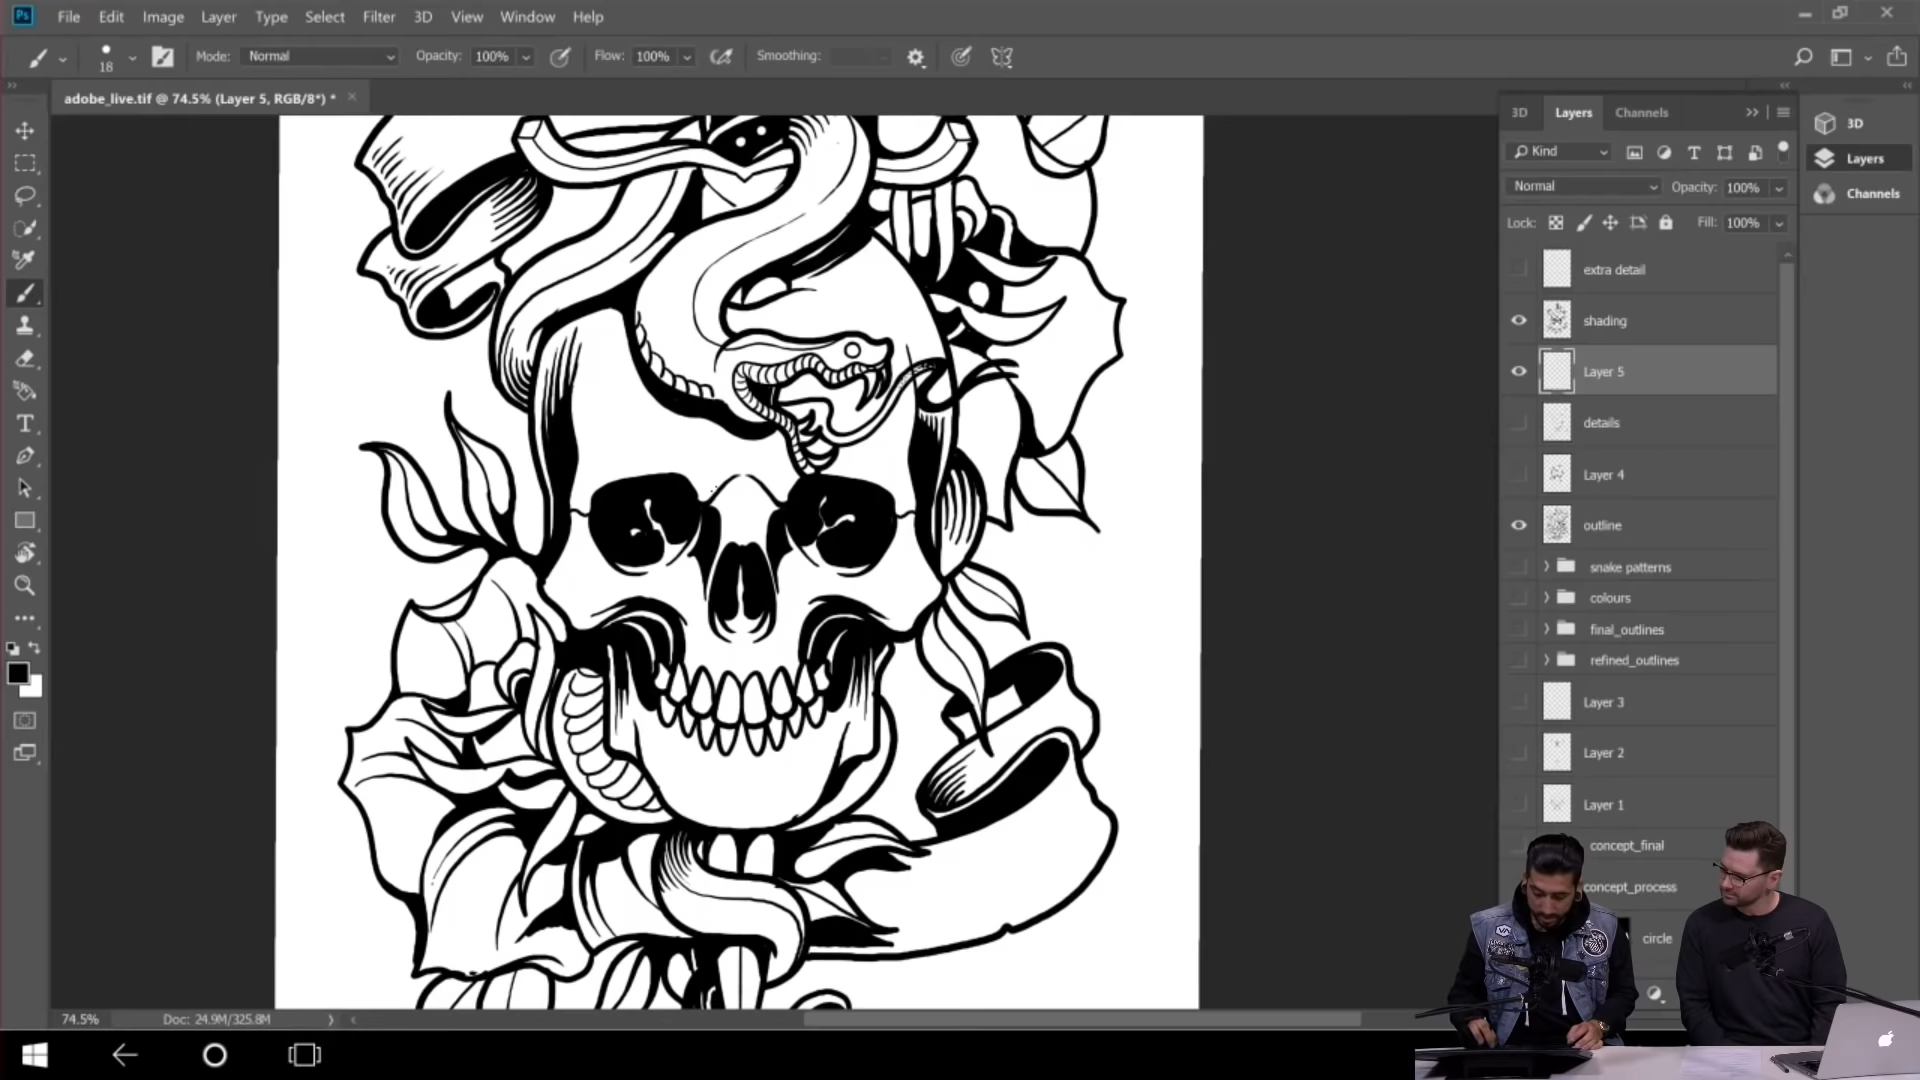 Ps File Edit Image Layer Type Select Filter 3D View Window Help
18 Mode: Normal Opacity: 100% Flow: 100% Smoothing:
adobe_live.tif @ 74.5% (Layer 5, RGB/8*) *
3D Layers Channels
3D
Kind
Layers
Normal Opacity: 100%
Channels
Lock: Fill: 100%
extra detail
shading
Layer 5
details
Layer 4
outline
snake patterns
colours
final_outlines
refined_outlines
Layer 3
Layer 2
Layer 1
concept_final
concept_process
circle
74.5% Doc: 24.9M/325.8M